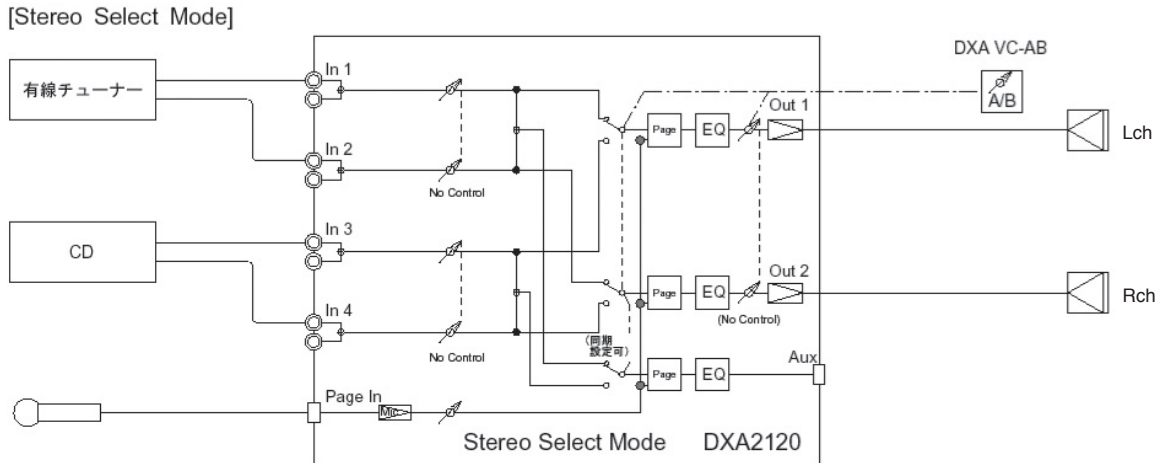 [Stereo Select Mode]
DXA VC-AB
有線チューナー
In 1
A/B
Out 1
Page
EQ
Lch
In 2
No Control
In 3
CD
Out 2
Page
EQ
Rch
(No Control)
In 4
No Control
(同期
設定可)
Aux
Page
EQ
Page In
Mic
Stereo Select Mode DXA2120